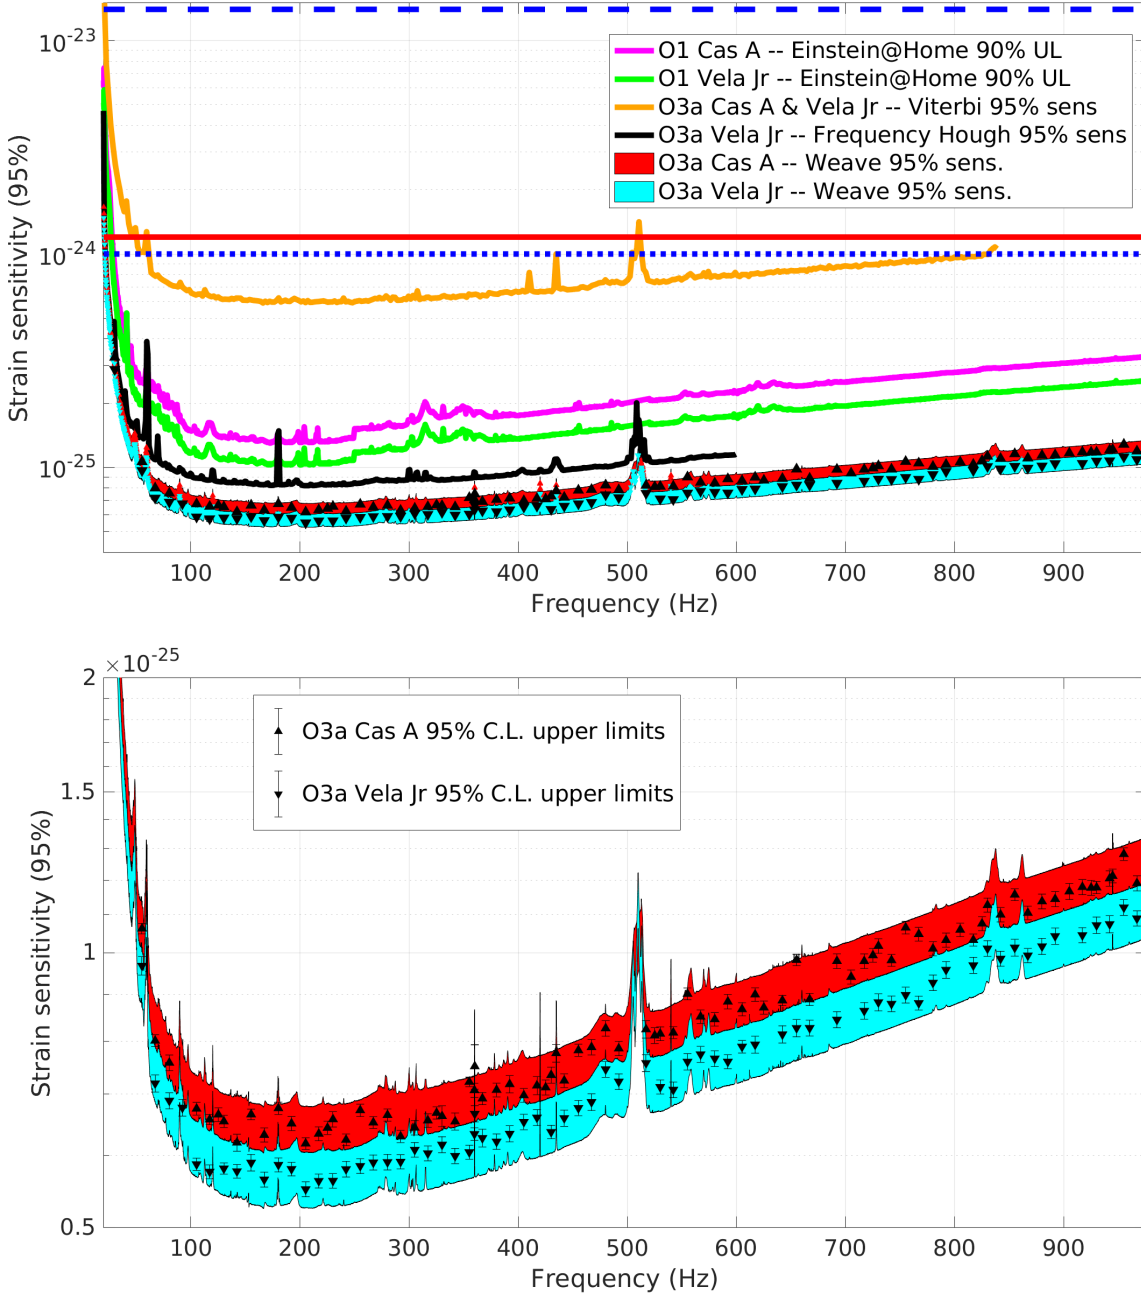 O1 Cas A -- Einstein@Home 90% UL
O1 Vela Jr -- Einstein@Home 90% UL
O3a Cas A & Vela Jr -- Viterbi 95% sens
O3a Vela Jr -- Frequency Hough 95% sens
O3a Cas A -- Weave 95% sens.
O3a Vela Jr -- Weave 95% sens.
Strain sensitivity (95%)
10-23
10-24
10-25
100 200 300 400 500 600 700 800 900
Frequency (Hz)
×10-25
2
1.5
1
0.5
Strain sensitivity (95%)
O3a Cas A 95% C.L. upper limits
O3a Vela Jr 95% C.L. upper limits
100 200 300 400 500 600 700 800 900
Frequency (Hz)